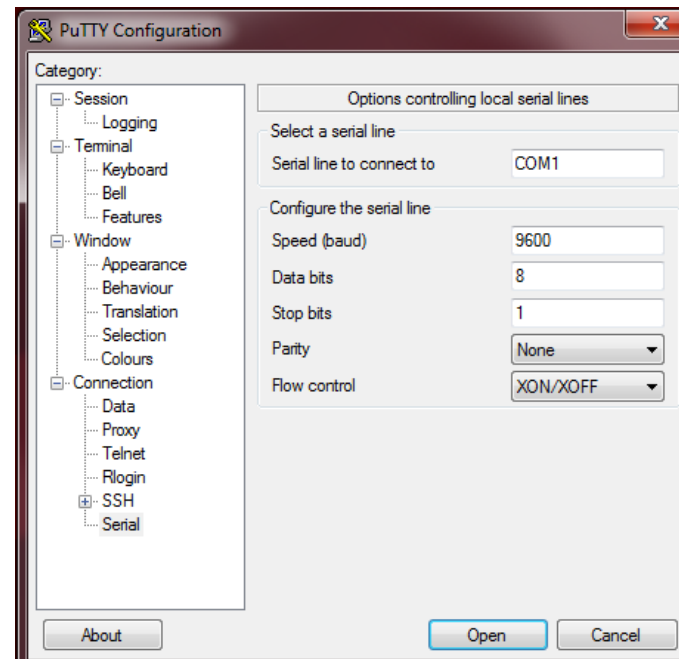 PuTTY Configuration
Category:
Session
Logging
Terminal
Keyboard
Bell
Features
Window
Appearance
Behaviour
Translation
Selection
Colours
Connection
Data
Proxy
Telnet
Rlogin
SSH
Serial
Options controlling local serial lines
Select a serial line
Serial line to connect to COM1
Configure the serial line
Speed (baud) 9600
Data bits 8
Stop bits 1
Parity None
Flow control XON/XOFF
About Open Cancel